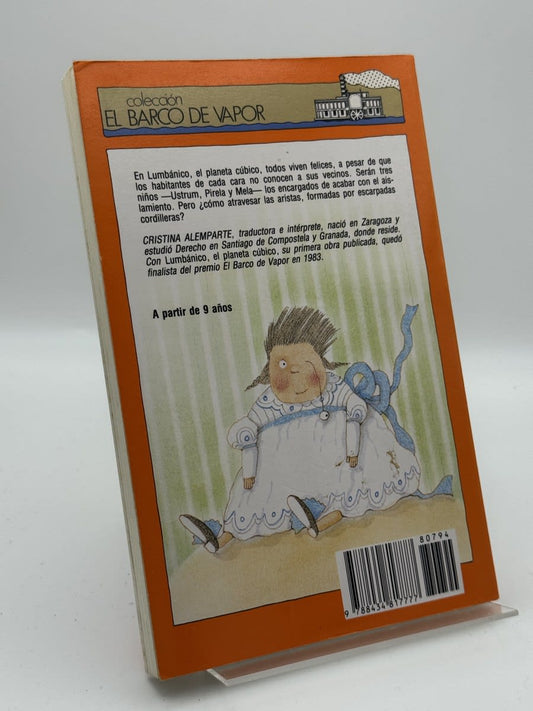 colección
EL BARCO DE VAPOR
En Lumbánico, el planeta cúbico, todos viven felices, a pesar de que
los habitantes de cada cara no conocen a sus vecinos. Serán tres
niños —Ustrum, Pirela y Mela— los encargados de acabar con el ais-
lamiento. Pero ¿cómo atravesar las aristas, formadas por escarpadas
cordilleras?
CRISTINA ALEMPARTE, traductora e intérprete, nació en Zaragoza y
estudió Derecho en Santiago de Compostela y Granada, donde reside.
Con Lumbánico, el planeta cúbico, su primera obra publicada, quedó
finalista del premio El Barco de Vapor en 1983.
A partir de 9 años
80794
9 788434 817777